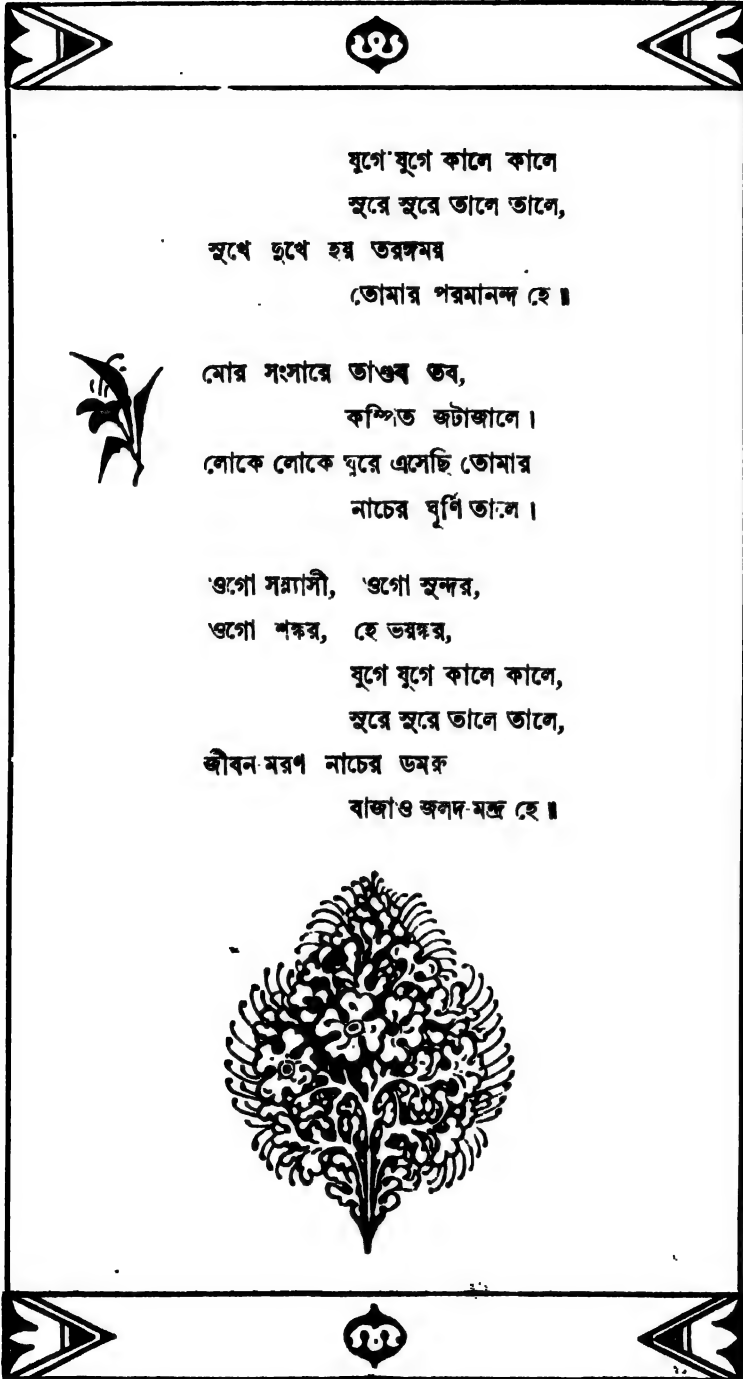 যুগে যুগে কালে কালে
সুরে সুরে তালে তালে,
সুখে দুখে হয় তরঙ্গময়
তোমার পরমানন্দ হে॥
মোর সংসারে তাণ্ডব তব,
কম্পিত জটাজালে।
লোকে লোকে ঘুরে এসেছি তোমার
নাচের ঘূর্ণি তালে।
ওগো সন্ন্যাসী, ওগো সুন্দর,
ওগো শঙ্কর, হে ভয়ঙ্কর,
যুগে যুগে কালে কালে,
সুরে সুরে তালে তালে,
জীবন-মরণ নাচের ডমরু
বাজাও জলদ-মন্দ্র হে॥